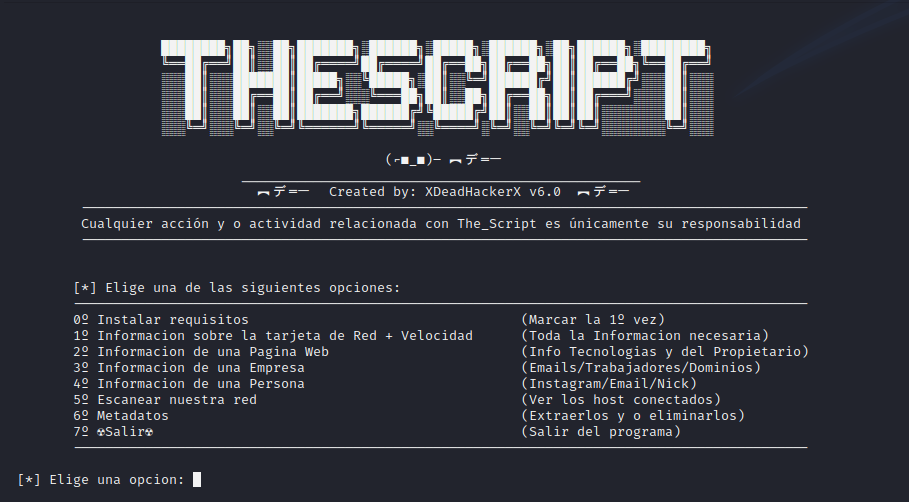 THE SCRIPT
(⌐■_■)– ︻デ═一
︻デ═一 Created by: XDeadHackerX v6.0 ︻デ═一
Cualquier acción y o actividad relacionada con The_Script es únicamente su responsabilidad
[*] Elige una de las siguientes opciones:
0º Instalar requisitos (Marcar la 1º vez)
1º Informacion sobre la tarjeta de Red + Velocidad (Toda la Informacion necesaria)
2º Informacion de una Pagina Web (Info Tecnologias y del Propietario)
3º Informacion de una Empresa (Emails/Trabajadores/Dominios)
4º Informacion de una Persona (Instagram/Email/Nick)
5º Escanear nuestra red (Ver los host conectados)
6º Metadatos (Extraerlos y o eliminarlos)
7º ☢Salir☢ (Salir del programa)
[*] Elige una opcion: